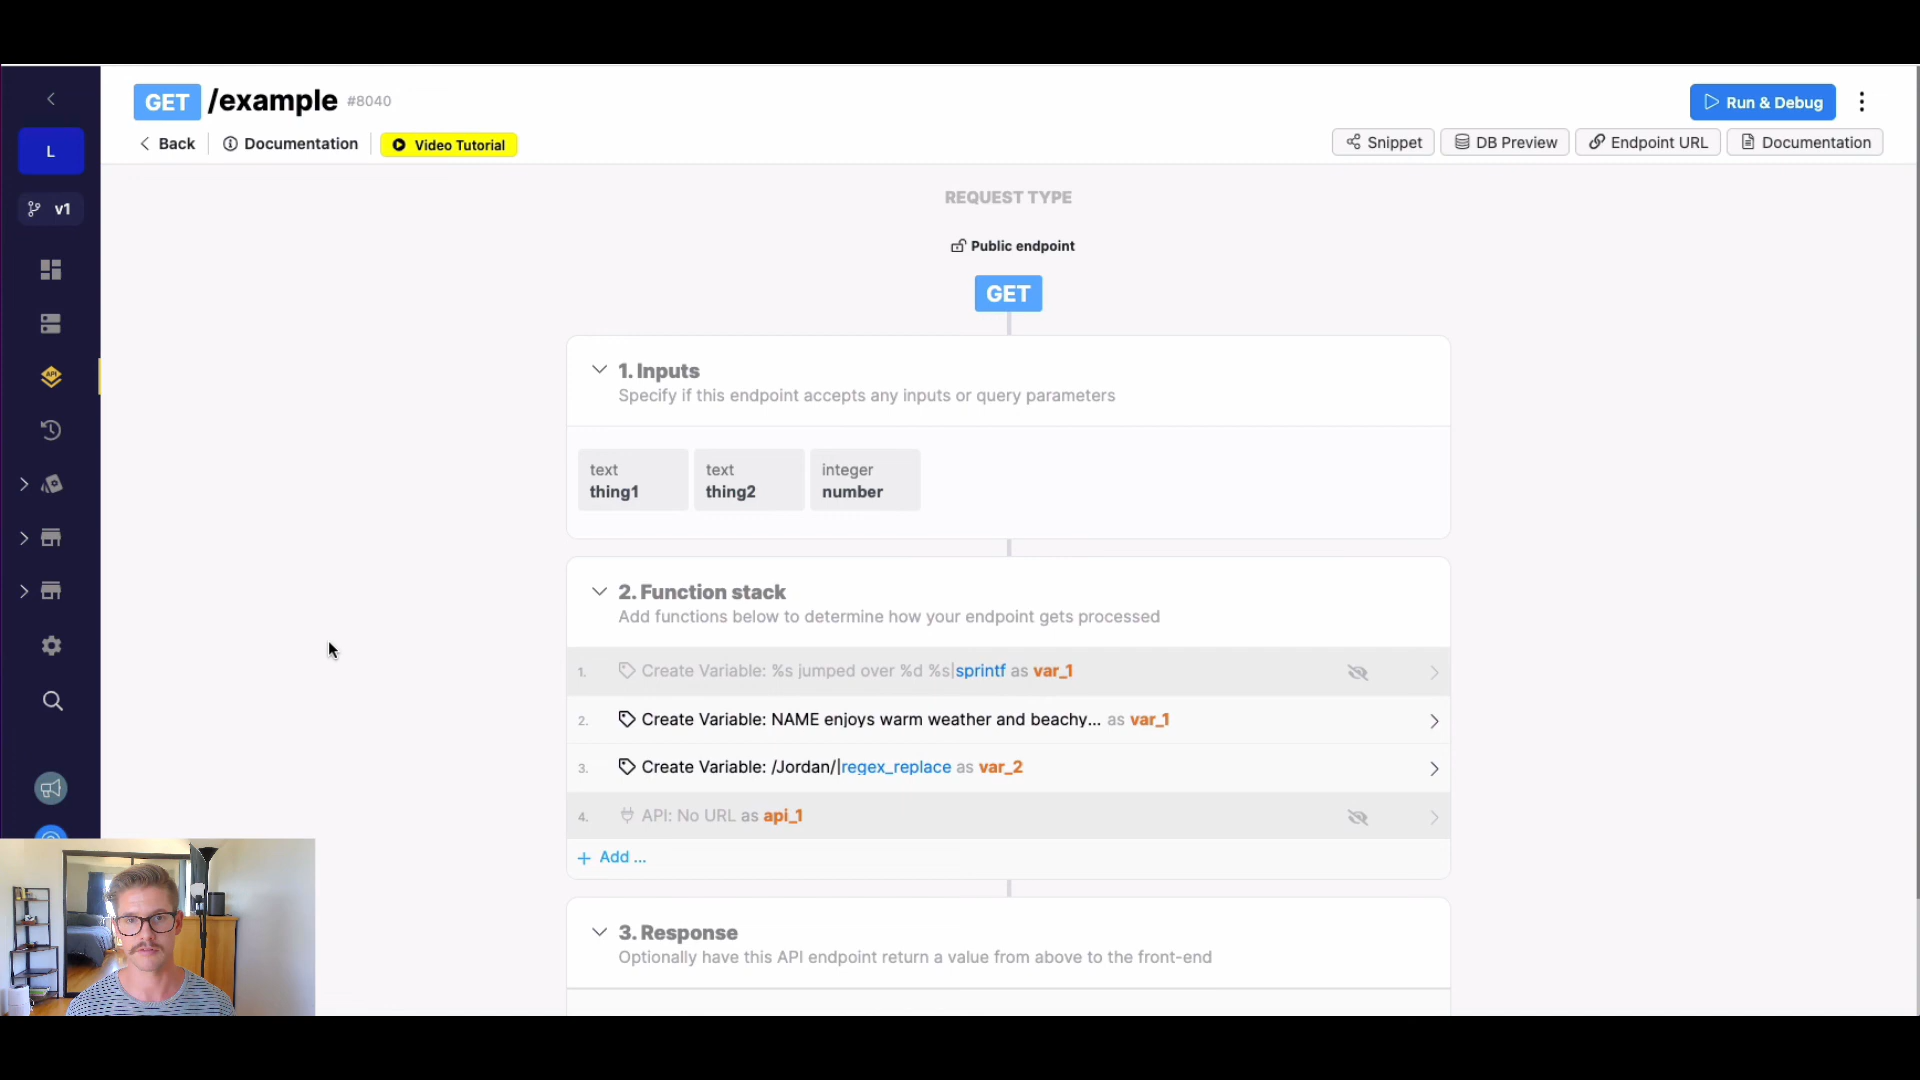 GET /example #8040
Run & Debug
Back
Documentation
Video Tutorial
Snippet
DB Preview
Endpoint URL
Documentation
L
v1
API
REQUEST TYPE
Public endpoint
GET
1. Inputs
Specify if this endpoint accepts any inputs or query parameters
text
thing1
text
thing2
integer
number
2. Function stack
Add functions below to determine how your endpoint gets processed
1. Create Variable: %s jumped over %d %s|sprintf as var_1
2. Create Variable: NAME enjoys warm weather and beachy... as var_1
3. Create Variable: /Jordan/|regex_replace as var_2
4. API: No URL as api_1
+ Add ...
3. Response
Optionally have this API endpoint return a value from above to the front-end